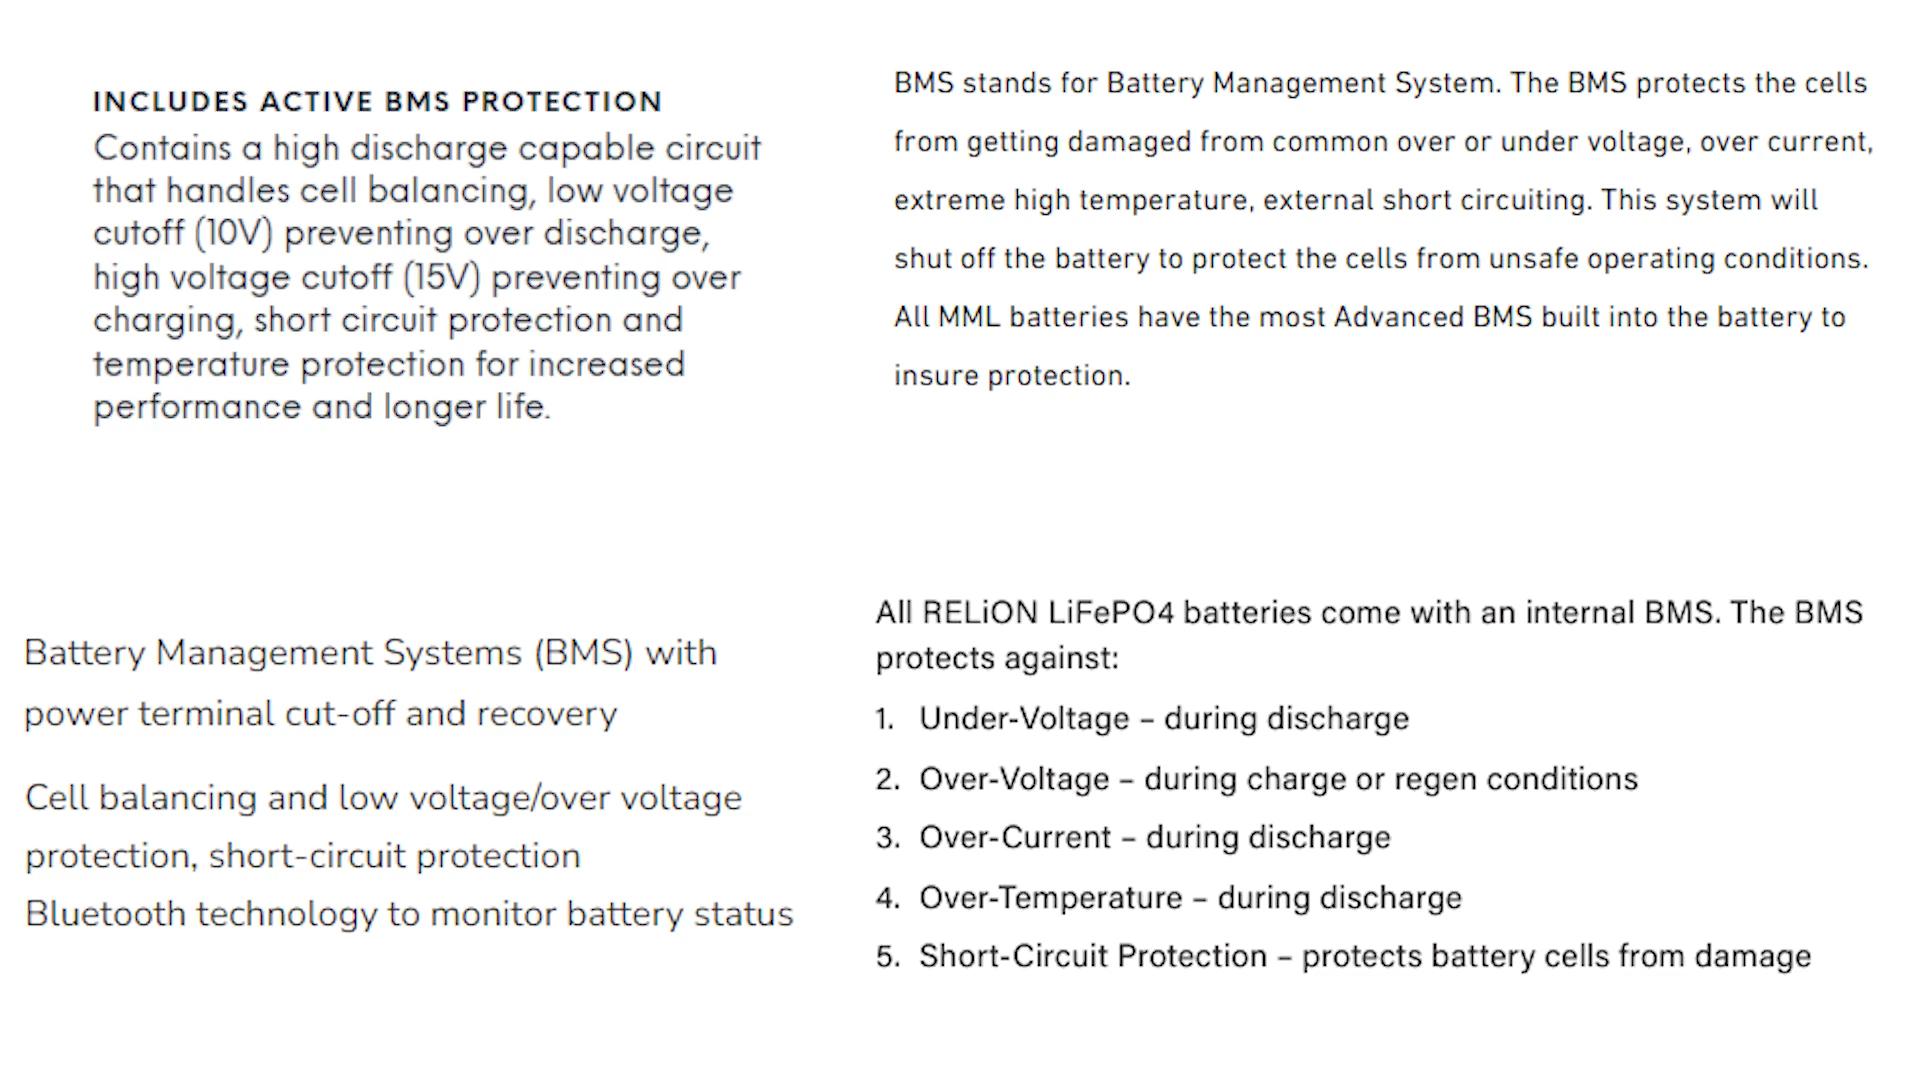 INCLUDES ACTIVE BMS PROTECTION
Contains a high discharge capable circuit
that handles cell balancing, low voltage
cutoff (10V) preventing over discharge,
high voltage cutoff (15V) preventing over
charging, short circuit protection and
temperature protection for increased
performance and longer life.
BMS stands for Battery Management System. The BMS protects the cells
from getting damaged from common over or under voltage, over current,
extreme high temperature, external short circuiting. This system will
shut off the battery to protect the cells from unsafe operating conditions.
All MML batteries have the most Advanced BMS built into the battery to
insure protection.
Battery Management Systems (BMS) with
power terminal cut-off and recovery
Cell balancing and low voltage/over voltage
protection, short-circuit protection
Bluetooth technology to monitor battery status
All RELiON LiFePO4 batteries come with an internal BMS. The BMS
protects against:
1. Under-Voltage – during discharge
2. Over-Voltage – during charge or regen conditions
3. Over-Current – during discharge
4. Over-Temperature – during discharge
5. Short-Circuit Protection – protects battery cells from damage